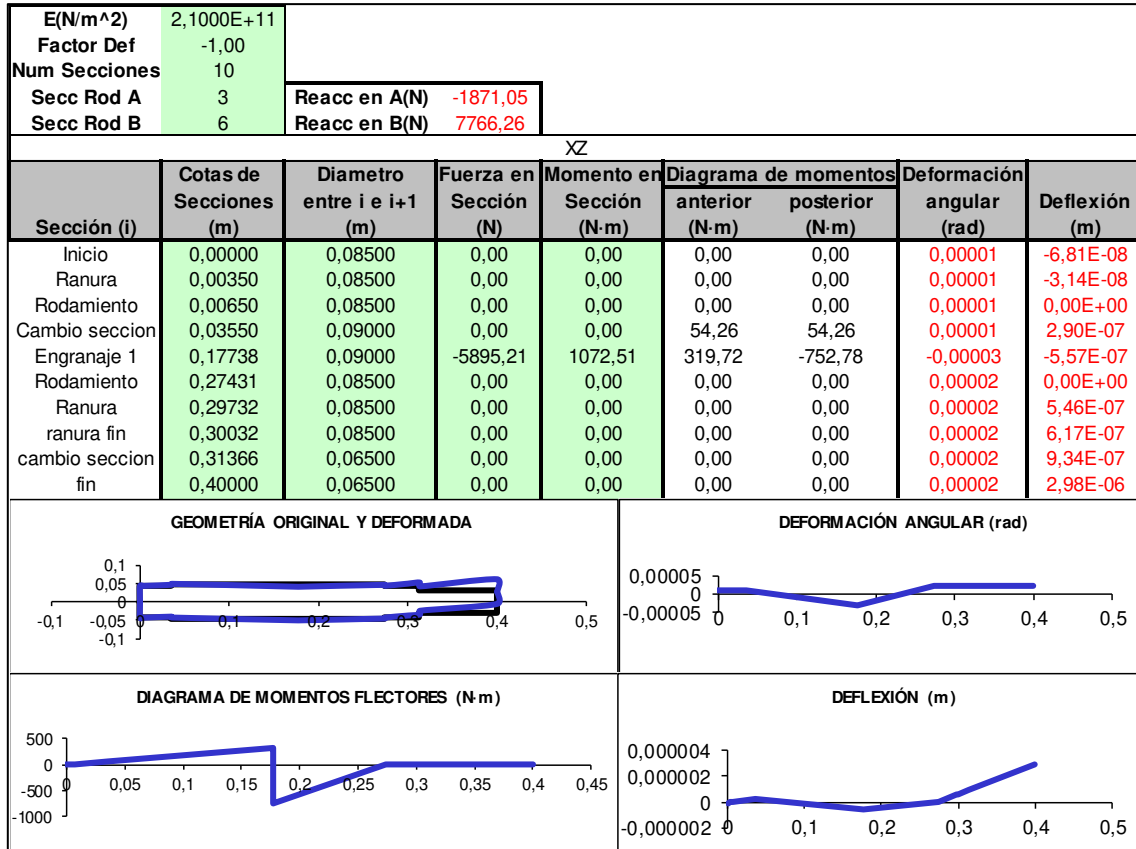 E(N/m^2) 2,1000E+11
Factor Def -1,00
Num Secciones 10
Secc Rod A 3 Reacc en A(N) -1871,05
Secc Rod B 6 Reacc en B(N) 7766,26
XZ
Cotas de Diametro Fuerza en Momento en Diagrama de momentos Deformación
Secciones entre i e i+1 Sección Sección anterior posterior angular Deflexión
Sección (i) (m) (m) (N) (N·m) (N·m) (N·m) (rad) (m)
Inicio 0,00000 0,08500 0,00 0,00 0,00 0,00 0,00001 -6,81E-08
Ranura 0,00350 0,08500 0,00 0,00 0,00 0,00 0,00001 -3,14E-08
Rodamiento 0,00650 0,08500 0,00 0,00 0,00 0,00 0,00001 0,00E+00
Cambio seccion 0,03550 0,09000 0,00 0,00 54,26 54,26 0,00001 2,90E-07
Engranaje 1 0,17738 0,09000 -5895,21 1072,51 319,72 -752,78 -0,00003 -5,57E-07
Rodamiento 0,27431 0,08500 0,00 0,00 0,00 0,00 0,00002 0,00E+00
Ranura 0,29732 0,08500 0,00 0,00 0,00 0,00 0,00002 5,46E-07
ranura fin 0,30032 0,08500 0,00 0,00 0,00 0,00 0,00002 6,17E-07
cambio seccion 0,31366 0,06500 0,00 0,00 0,00 0,00 0,00002 9,34E-07
fin 0,40000 0,06500 0,00 0,00 0,00 0,00 0,00002 2,98E-06
GEOMETRÍA ORIGINAL Y DEFORMADA
0,1
0,05
0
-0,05
-0,1
-0,1 0 0,1 0,2 0,3 0,4 0,5
DEFORMACIÓN ANGULAR (rad)
0,00005
0
-0,00005
0 0,1 0,2 0,3 0,4 0,5
DIAGRAMA DE MOMENTOS FLECTORES (N·m)
500
0
-500
-1000
0 0,05 0,1 0,15 0,2 0,25 0,3 0,35 0,4 0,45
DEFLEXIÓN (m)
0,000004
0,000002
0
-0,000002
0 0,1 0,2 0,3 0,4 0,5